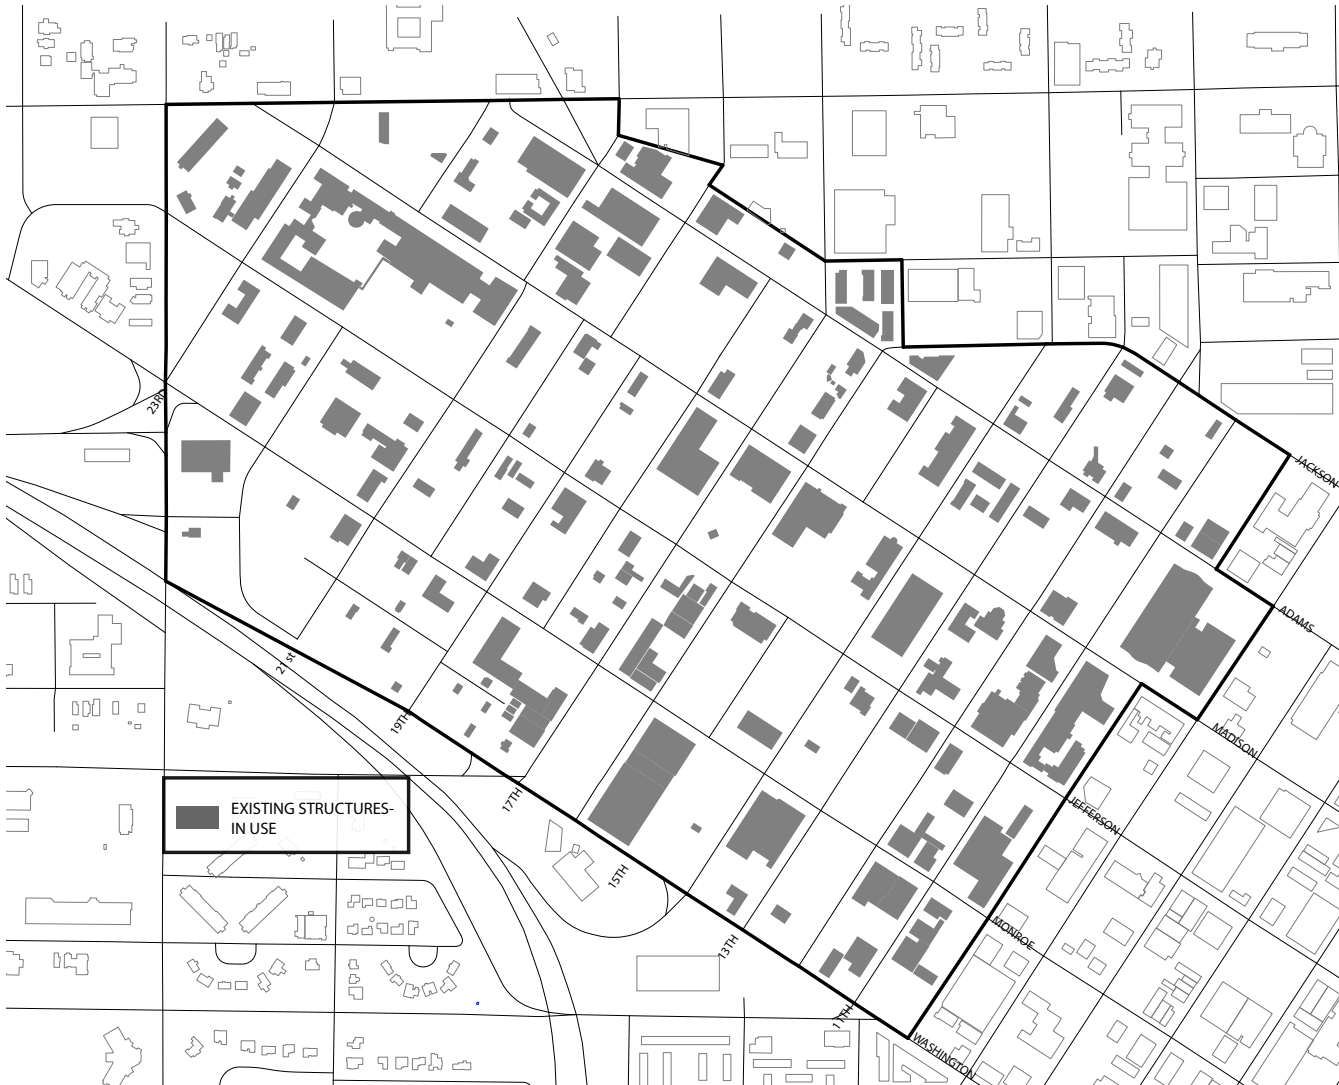 JACKSON
ADAMS
MADISON
JEFFERSON
MONROE
WASHINGTON
23RD
21st
19TH
17TH
15TH
13TH
11TH
EXISTING STRUCTURES-
IN USE